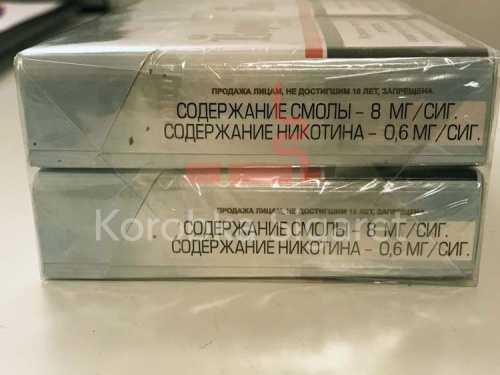 ПРОДАЖА ЛИЦАМ, НЕ ДОСТИГШИМ 18 ЛЕТ, ЗАПРЕЩЕНА
СОДЕРЖАНИЕ СМОЛЫ - 8 МГ/СИГ.
СОДЕРЖАНИЕ НИКОТИНА - 0,6 МГ/СИГ.
ПРОДАЖА ЛИЦАМ, НЕ ДОСТИГШИМ 18 ЛЕТ, ЗАПРЕЩЕНА
СОДЕРЖАНИЕ СМОЛЫ - 8 МГ/СИГ.
СОДЕРЖАНИЕ НИКОТИНА - 0,6 МГ/СИГ.